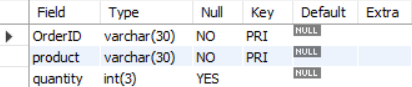 Field Type Null Key Default Extra
OrderID varchar(30) NO PRI NULL
product varchar(30) NO PRI NULL
quantity int(3) YES NULL